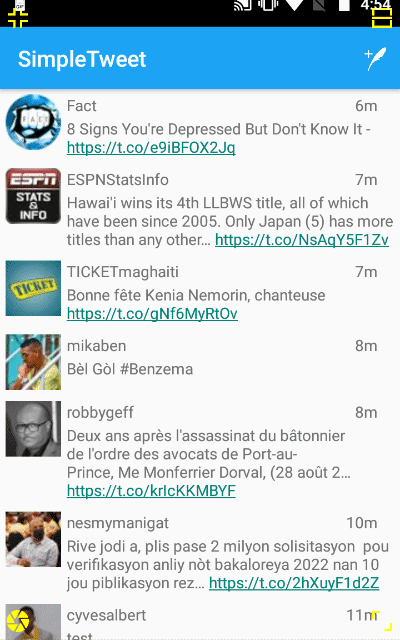 4:54
SimpleTweet
FACT
Fact 6m
8 Signs You're Depressed But Don't Know It -
https://t.co/e9iBFOX2Jq
ESPN
STATS
&
INFO
ESPNStatsInfo 7m
Hawai'i wins its 4th LLBWS title, all of which
have been since 2005. Only Japan (5) has more
titles than any other… https://t.co/NsAqY5F1Zv
TICKET
TICKETmaghaiti 7m
Bonne fête Kenia Nemorin, chanteuse
https://t.co/gNf6MyRtOv
mikaben 8m
Bèl Gòl #Benzema
robbygeff 8m
Deux ans après l'assassinat du bâtonnier
de l'ordre des avocats de Port-au-
Prince, Me Monferrier Dorval, (28 août 2…
https://t.co/krIcKKMBYF
nesmymanigat 10m
Rive jodi a, plis pase 2 milyon solisitasyon  pou
verifikasyon anliy nòt bakaloreya 2022 nan 10
jou piblikasyon rez… https://t.co/2hXuyF1d2Z
cyvesalbert 11m
test